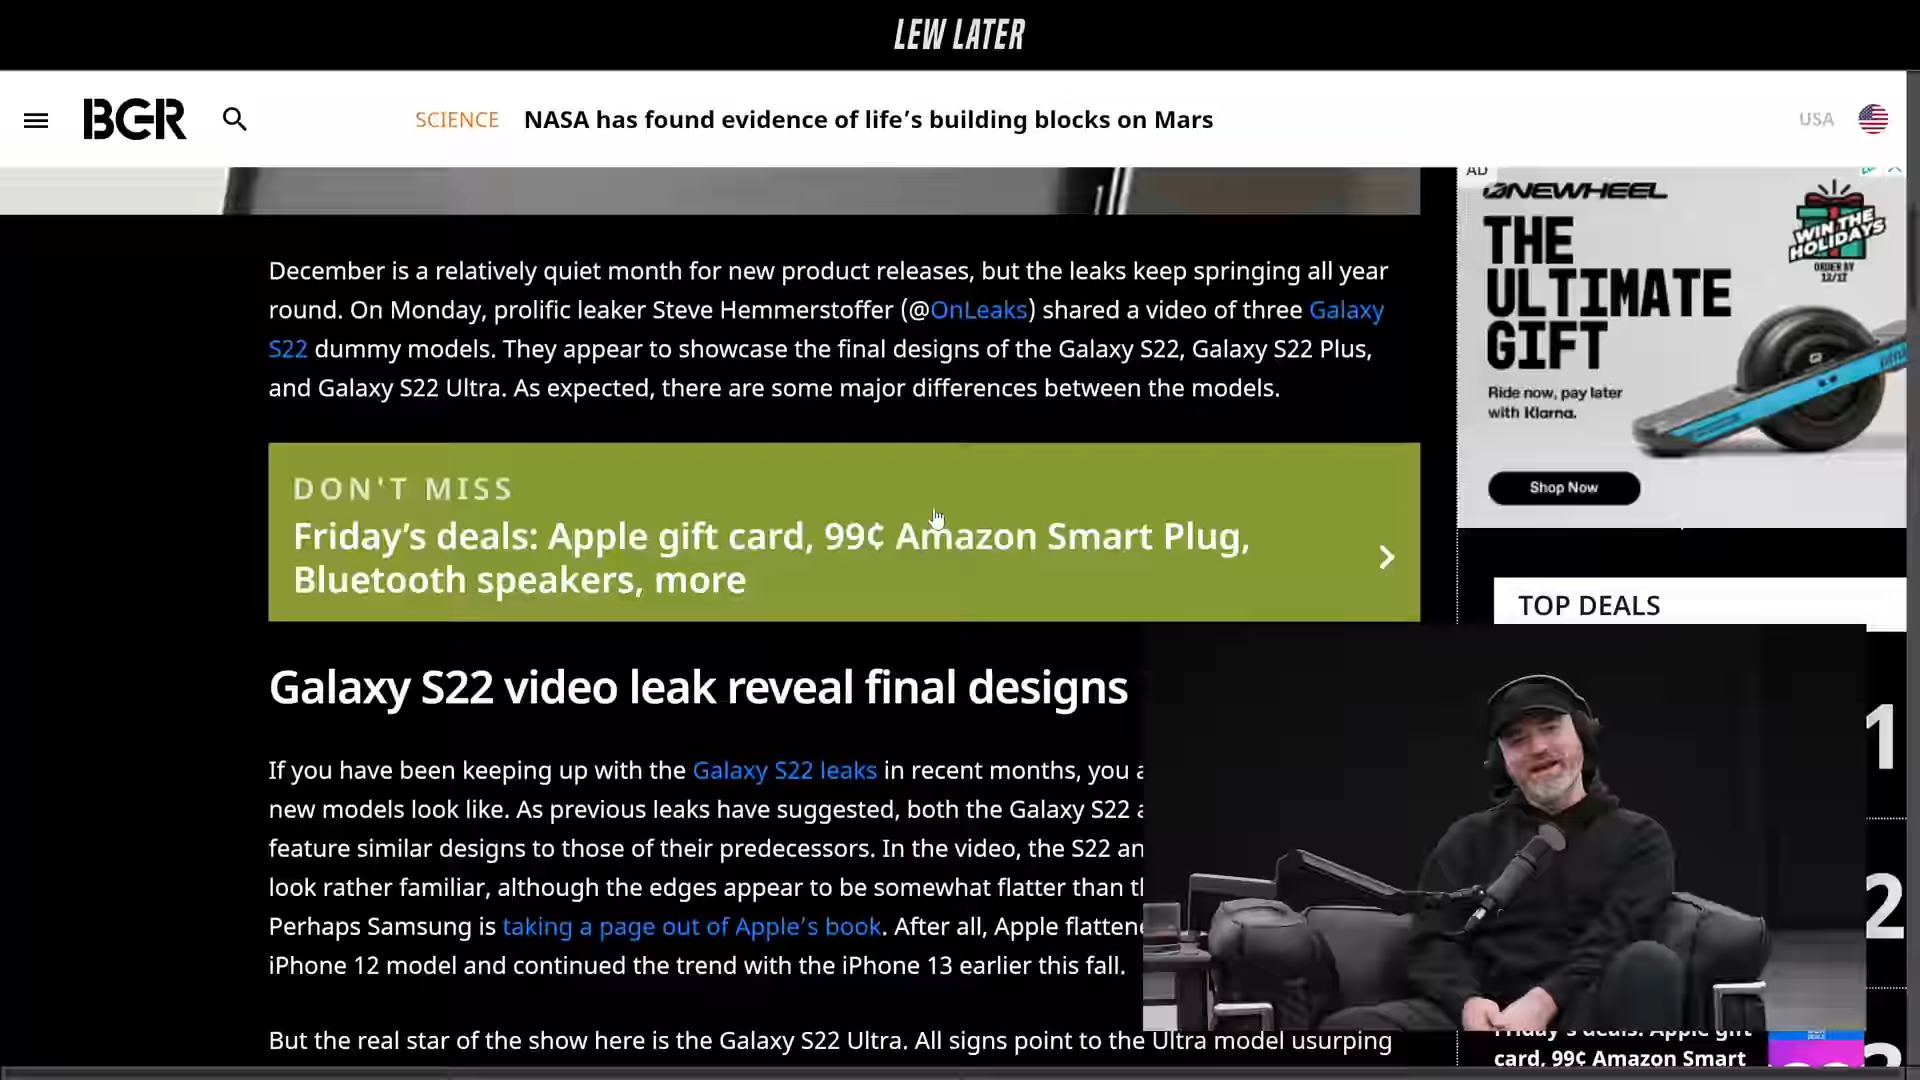 LEW LATER
BGR
SCIENCE NASA has found evidence of life’s building blocks on Mars
USA
December is a relatively quiet month for new product releases, but the leaks keep springing all year
round. On Monday, prolific leaker Steve Hemmerstoffer (@OnLeaks) shared a video of three Galaxy
S22 dummy models. They appear to showcase the final designs of the Galaxy S22, Galaxy S22 Plus,
and Galaxy S22 Ultra. As expected, there are some major differences between the models.
DON'T MISS
Friday’s deals: Apple gift card, 99¢ Amazon Smart Plug,
Bluetooth speakers, more
Galaxy S22 video leak reveal final designs
If you have been keeping up with the Galaxy S22 leaks in recent months, you
new models look like. As previous leaks have suggested, both the Galaxy S22
feature similar designs to those of their predecessors. In the video, the S22
look rather familiar, although the edges appear to be somewhat flatter than
Perhaps Samsung is taking a page out of Apple’s book. After all, Apple
iPhone 12 model and continued the trend with the iPhone 13 earlier this fall.
But the real star of the show here is the Galaxy S22 Ultra. All signs point to the Ultra model usurping
AD
ONEWHEEL
THE
ULTIMATE
GIFT
Ride now, pay later
with Klarna.
Shop Now
WIN THE
HOLIDAYS
ORDER BY
12/17
TOP DEALS
1
2
Friday's deals: Apple gift
card, 99¢ Amazon Smart